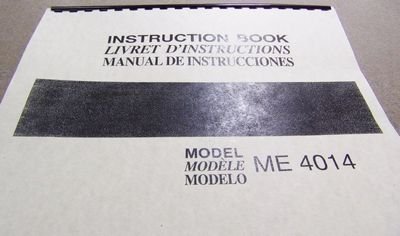 INSTRUCTION BOOK
LIVRET D'INSTRUCTIONS
MANUAL DE INSTRUCCIONES
MODEL
MODÈLE ME 4014
MODELO